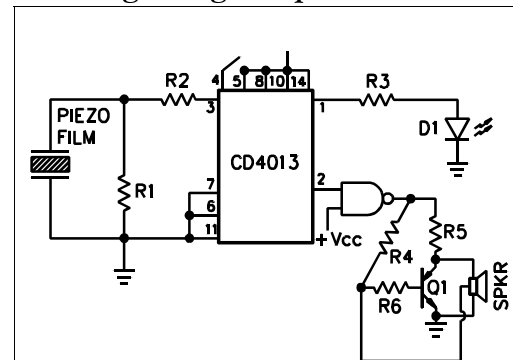 4 5 8 10 14
R2
R3
PIEZO
FILM
3
1
D1
CD4013
R1
7
2
6
11
+Vcc
R5
R4
Q1
R6
SPKR